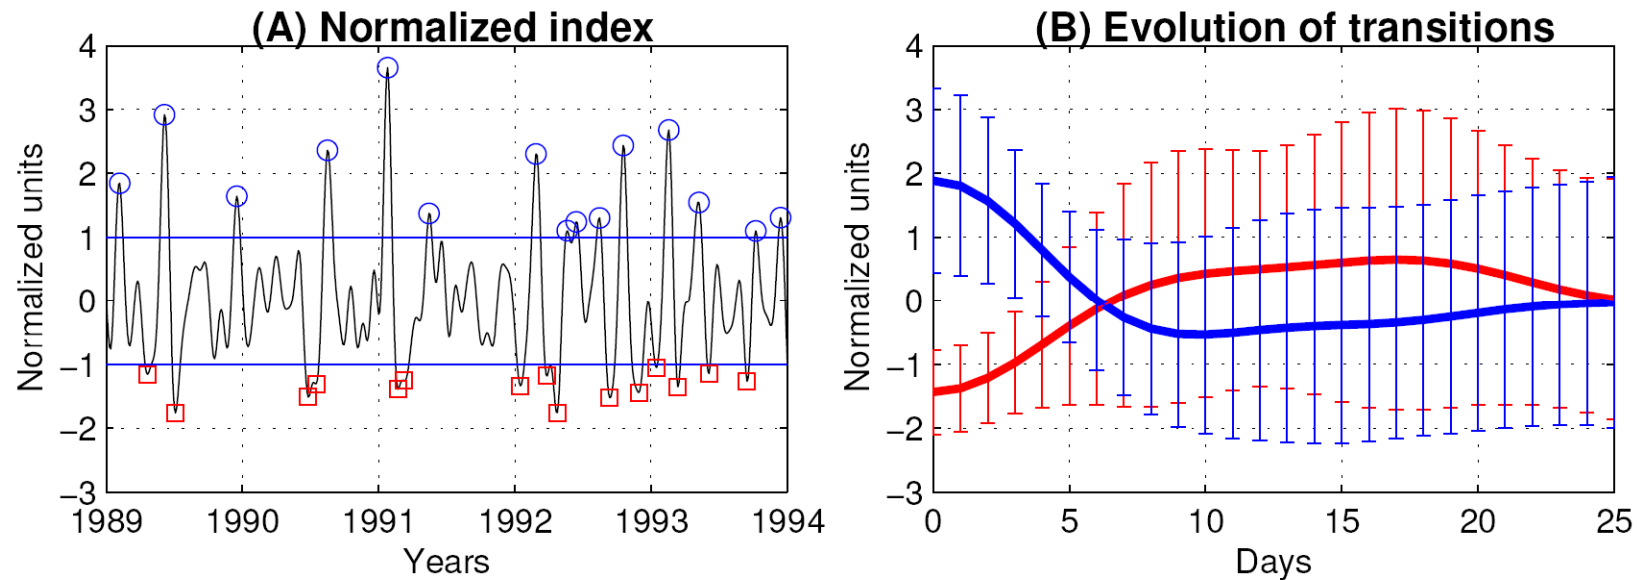 (A) Normalized index
4
3
2
1
0
−1
−2
−3
Normalized units
1989 1990 1991 1992 1993 1994
Years
(B) Evolution of transitions
4
3
2
1
0
−1
−2
−3
Normalized units
0 5 10 15 20 25
Days